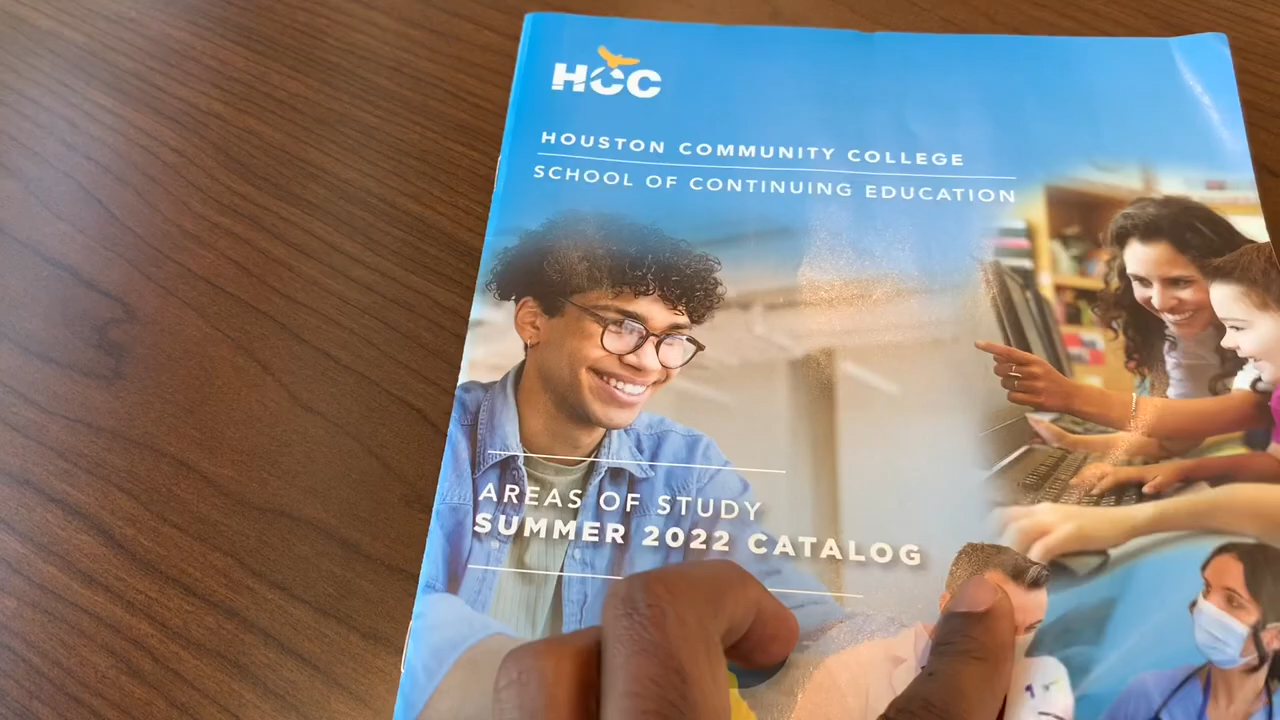 HCC
HOUSTON COMMUNITY COLLEGE
SCHOOL OF CONTINUING EDUCATION
AREAS OF STUDY
SUMMER 2022 CATALOG